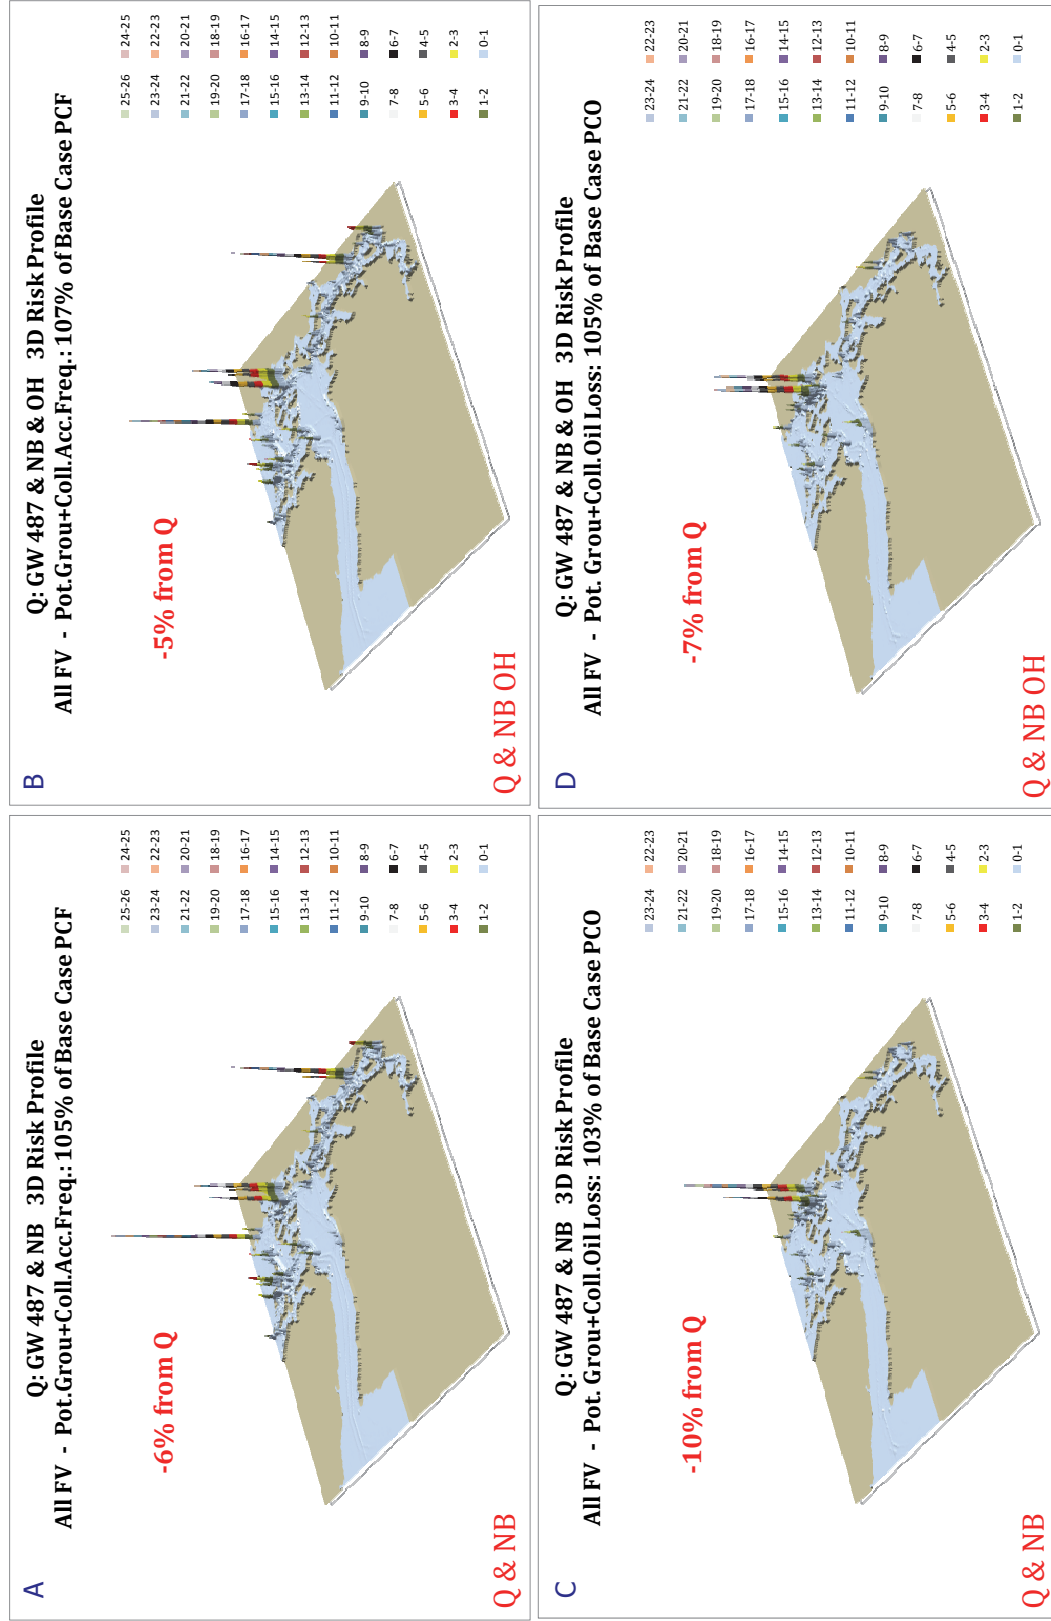 A
Q: GW 487 & NB   3D Risk Profile
All FV  -  Pot.Grou+Coll.Acc.Freq.: 105% of Base Case PCF
-6% from Q
Q & NB
25-26 24-25
23-24 22-23
21-22 20-21
19-20 18-19
17-18 16-17
15-16 14-15
13-14 12-13
11-12 10-11
9-10 8-9
7-8 6-7
5-6 4-5
3-4 2-3
1-2 0-1
B
Q: GW 487 & NB & OH   3D Risk Profile
All FV  -  Pot.Grou+Coll.Acc.Freq.: 107% of Base Case PCF
-5% from Q
Q & NB OH
25-26 24-25
23-24 22-23
21-22 20-21
19-20 18-19
17-18 16-17
15-16 14-15
13-14 12-13
11-12 10-11
9-10 8-9
7-8 6-7
5-6 4-5
3-4 2-3
1-2 0-1
C
Q: GW 487 & NB   3D Risk Profile
All FV  -  Pot. Grou+Coll.Oil Loss: 103% of Base Case PCO
-10% from Q
Q & NB
23-24 22-23
21-22 20-21
19-20 18-19
17-18 16-17
15-16 14-15
13-14 12-13
11-12 10-11
9-10 8-9
7-8 6-7
5-6 4-5
3-4 2-3
1-2 0-1
D
Q: GW 487 & NB & OH   3D Risk Profile
All FV  -  Pot. Grou+Coll.Oil Loss: 105% of Base Case PCO
-7% from Q
Q & NB OH
23-24 22-23
21-22 20-21
19-20 18-19
17-18 16-17
15-16 14-15
13-14 12-13
11-12 10-11
9-10 8-9
7-8 6-7
5-6 4-5
3-4 2-3
1-2 0-1